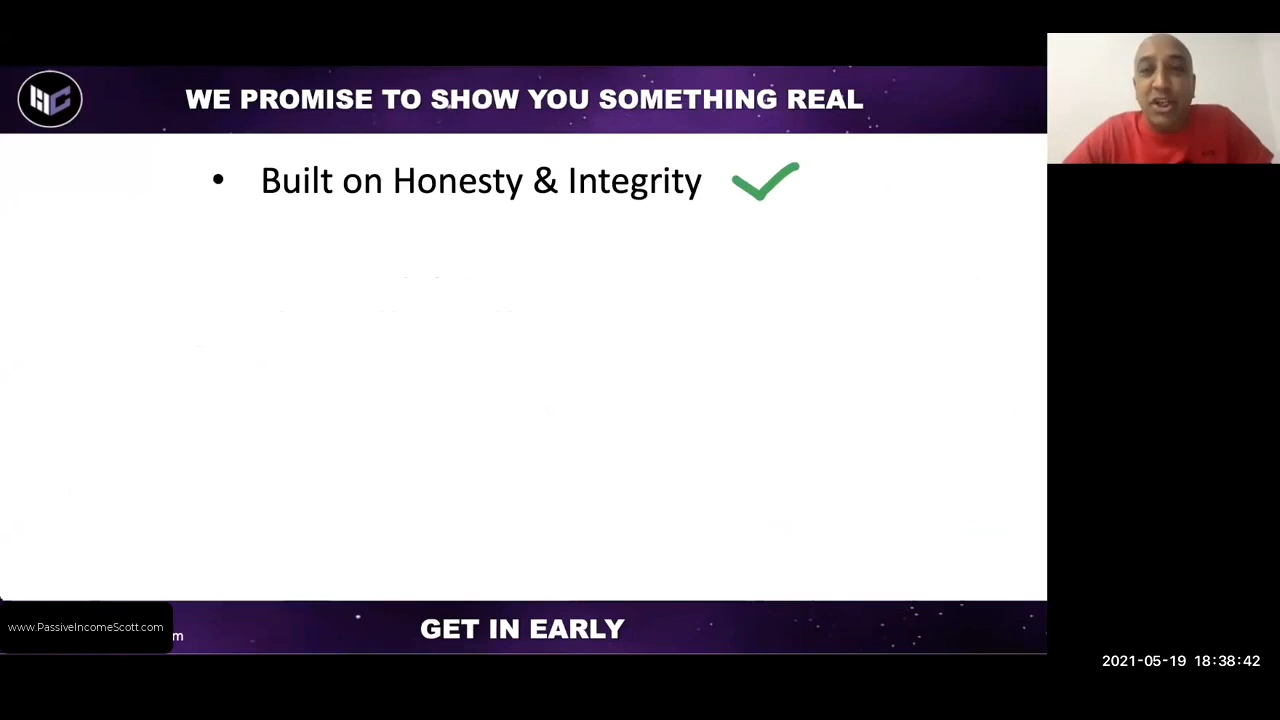 WE PROMISE TO SHOW YOU SOMETHING REAL
• Built on Honesty & Integrity
www.PassiveIncomeScott.com
m
GET IN EARLY
2021-05-19 18:38:42